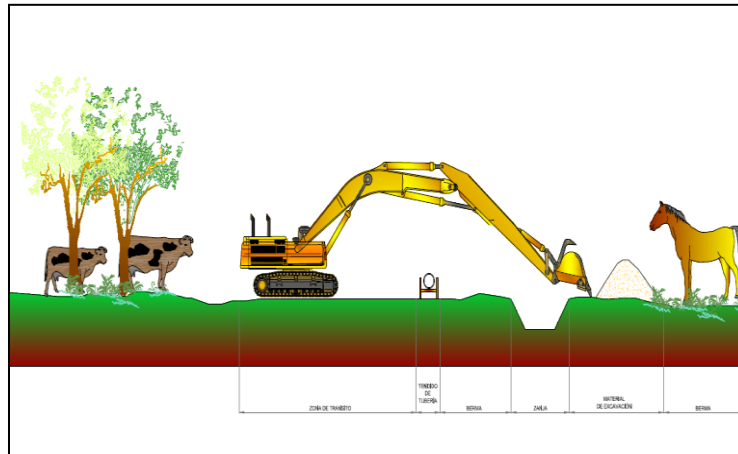 ZONA DE TRANSITO
TENDIDO
DE
TUBERÍA
BERMA
ZANJA
MATERIAL
DE EXCAVACIÓN
BERMA